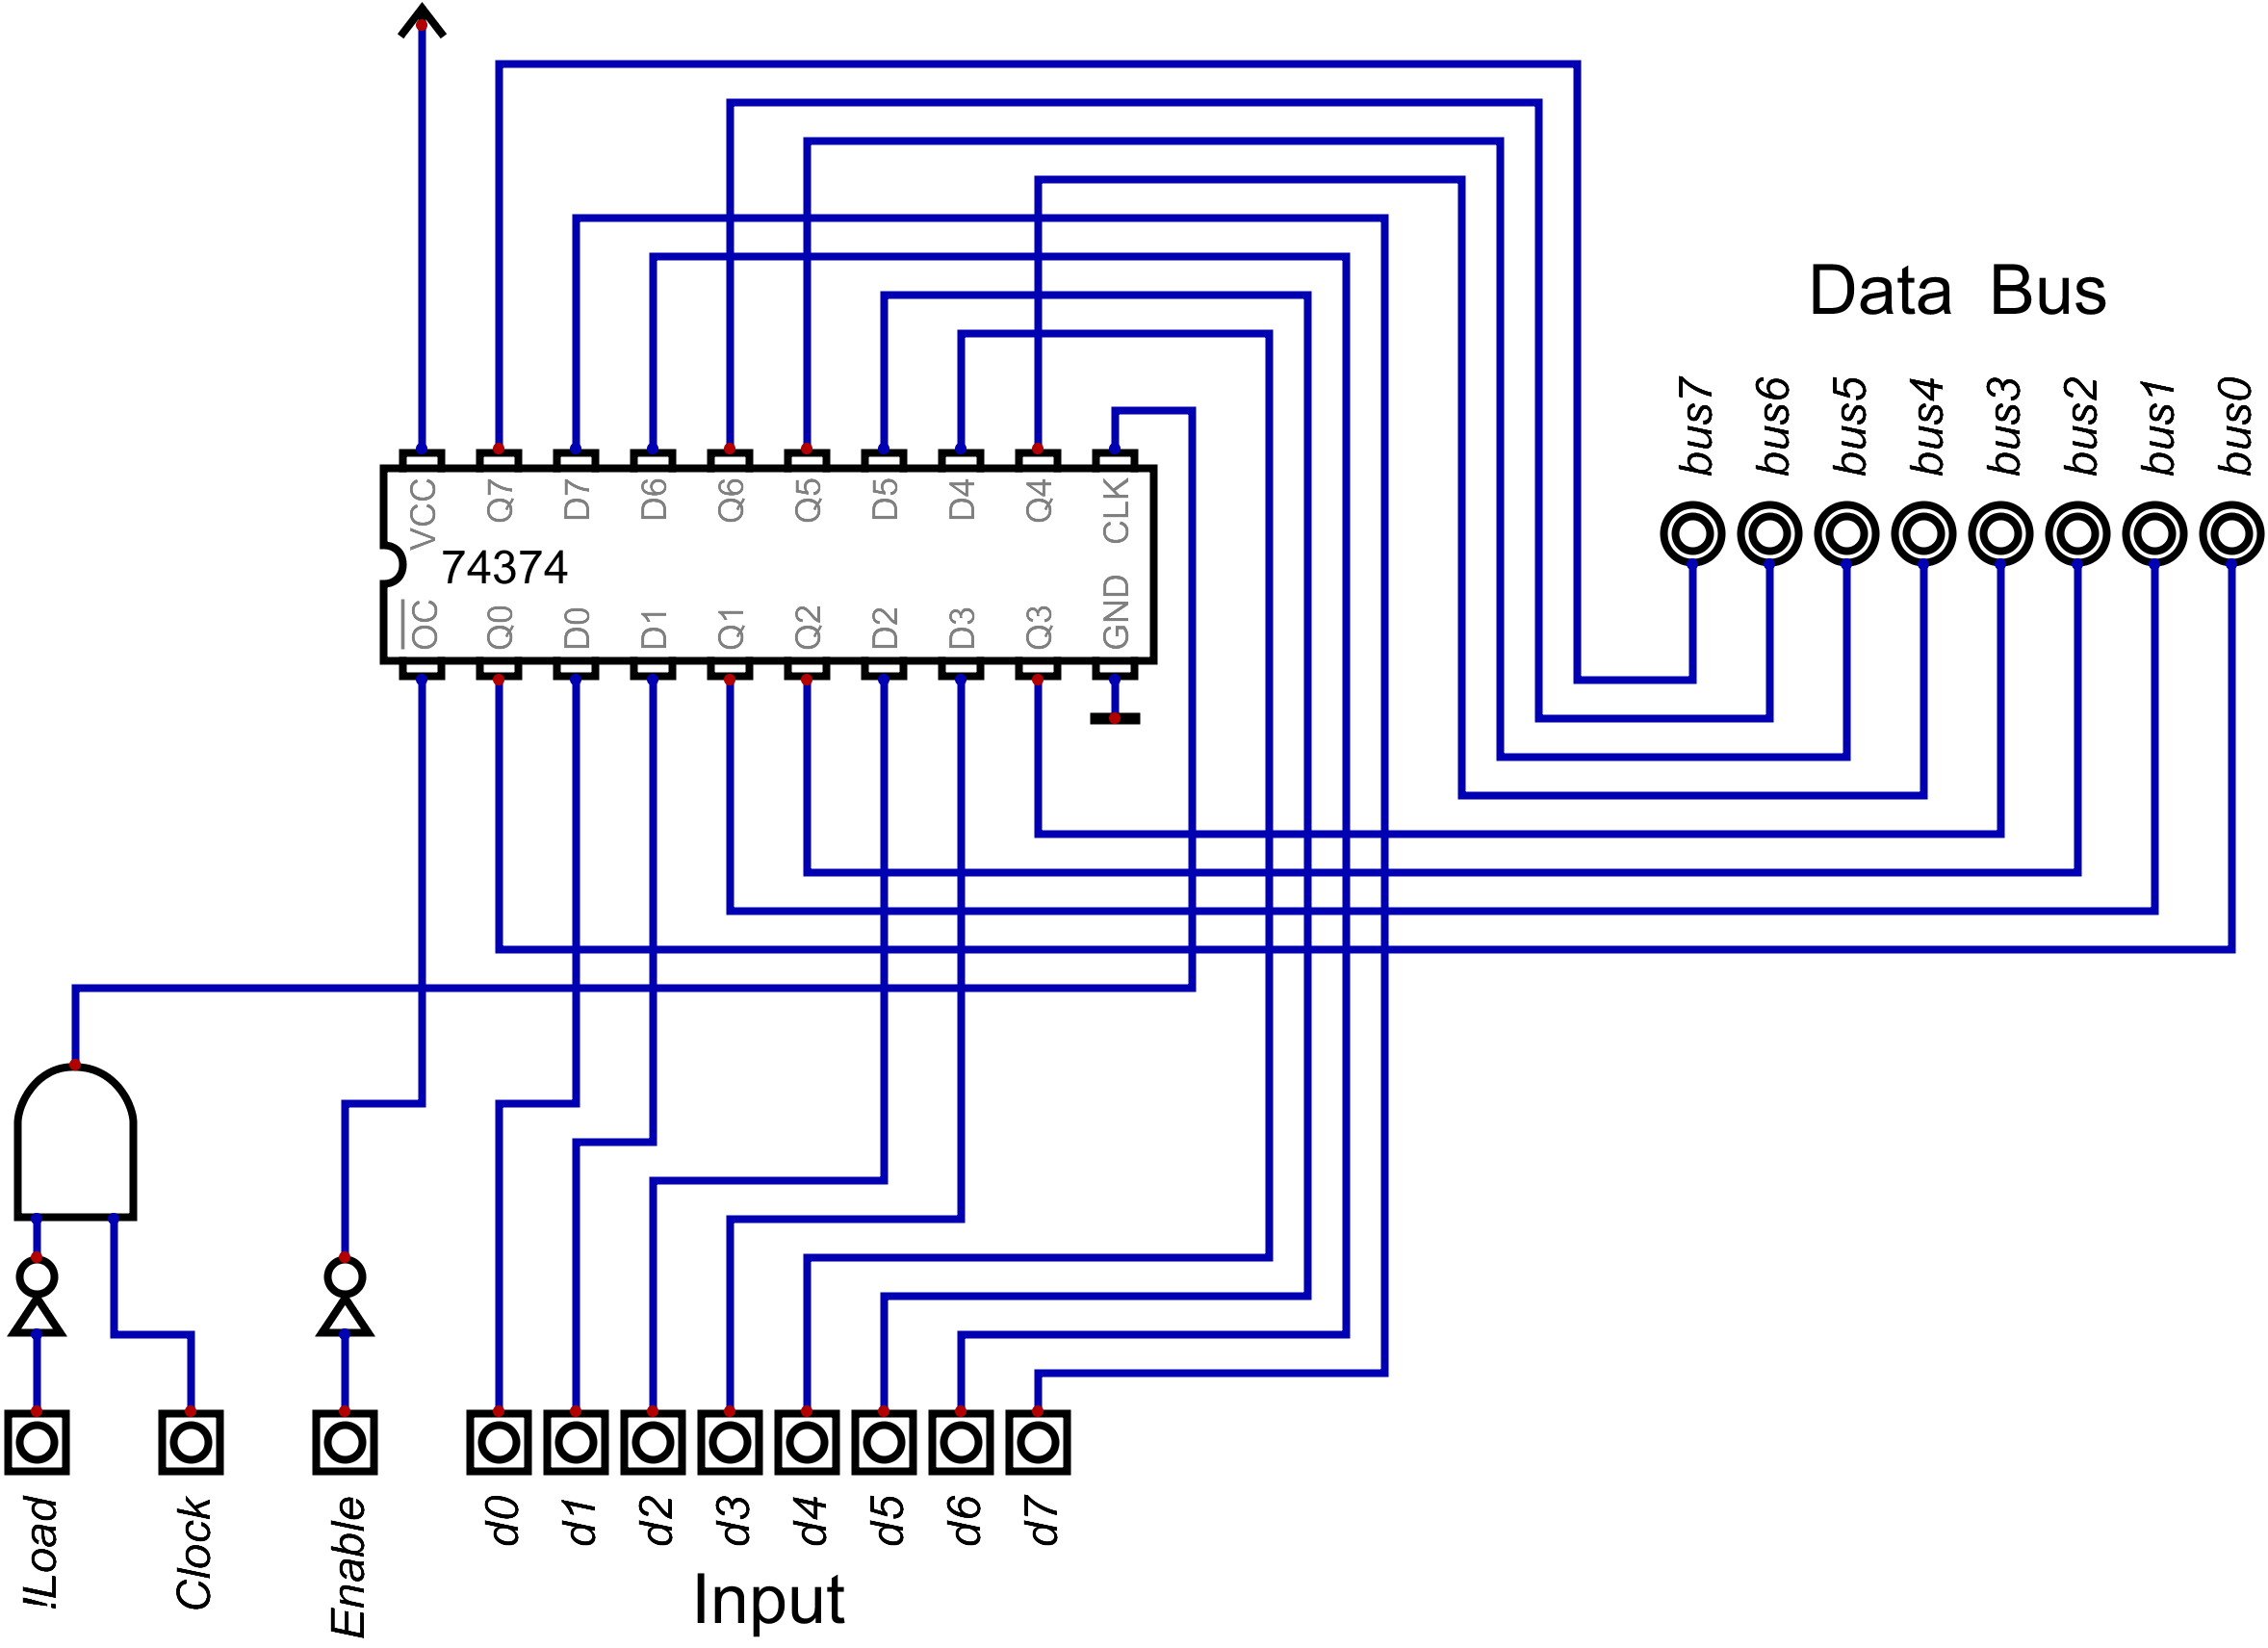 Data Bus
bus7 bus6 bus5 bus4 bus3 bus2 bus1 bus0
VCC Q7 D7 D6 Q6 Q5 D5 D4 Q4 CLK
74374
OC Q0 D0 D1 Q1 Q2 D2 D3 Q3 GND
!Load Clock Enable d0 d1 d2 d3 d4 d5 d6 d7
Input